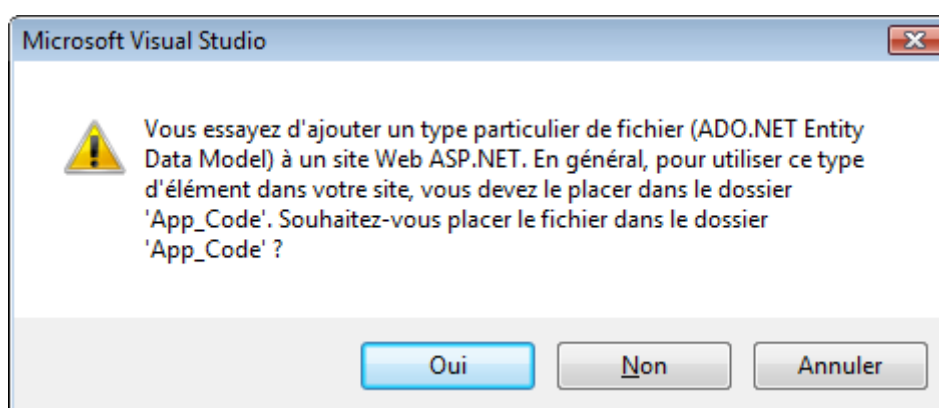 Microsoft Visual Studio
Vous essayez d'ajouter un type particulier de fichier (ADO.NET Entity
Data Model) à un site Web ASP.NET. En général, pour utiliser ce type
d'élément dans votre site, vous devez le placer dans le dossier
'App_Code'. Souhaitez-vous placer le fichier dans le dossier
'App_Code' ?
Oui Non Annuler